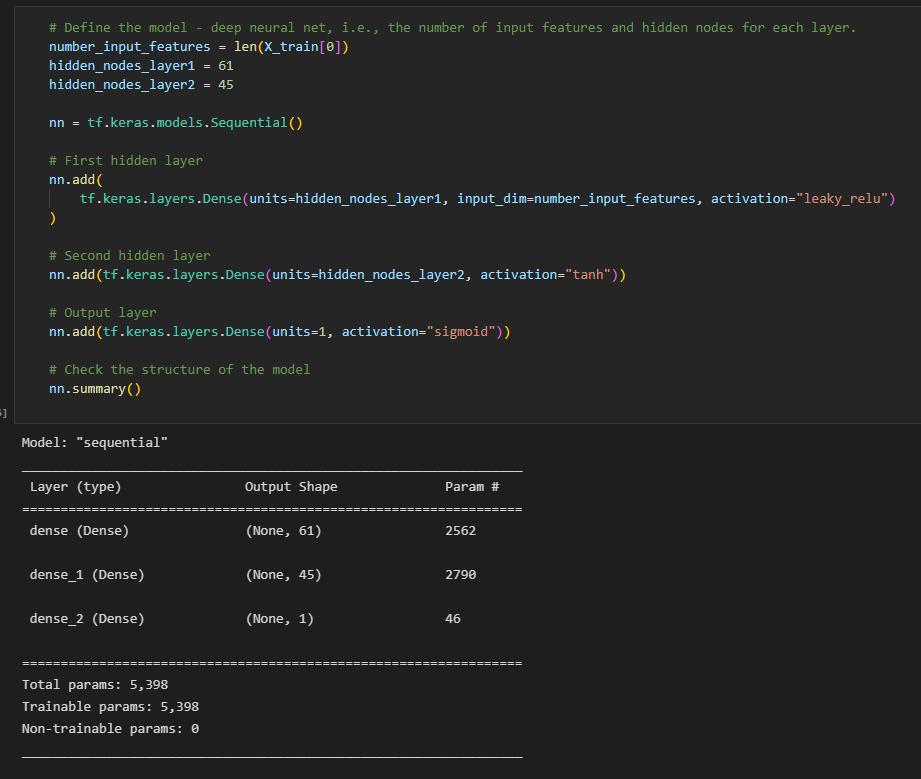 # Define the model - deep neural net, i.e., the number of input features and hidden nodes for each layer.
number_input_features = len(X_train[0])
hidden_nodes_layer1 = 61
hidden_nodes_layer2 = 45
nn = tf.keras.models.Sequential()
# First hidden layer
nn.add(
    tf.keras.layers.Dense(units=hidden_nodes_layer1, input_dim=number_input_features, activation="leaky_relu")
)
# Second hidden layer
nn.add(tf.keras.layers.Dense(units=hidden_nodes_layer2, activation="tanh"))
# Output layer
nn.add(tf.keras.layers.Dense(units=1, activation="sigmoid"))
# Check the structure of the model
nn.summary()
Model: "sequential"
_________________________________________________________________
Layer (type) Output Shape Param #
=================================================================
dense (Dense) (None, 61) 2562
dense_1 (Dense) (None, 45) 2790
dense_2 (Dense) (None, 1) 46
=================================================================
Total params: 5,398
Trainable params: 5,398
Non-trainable params: 0
_________________________________________________________________